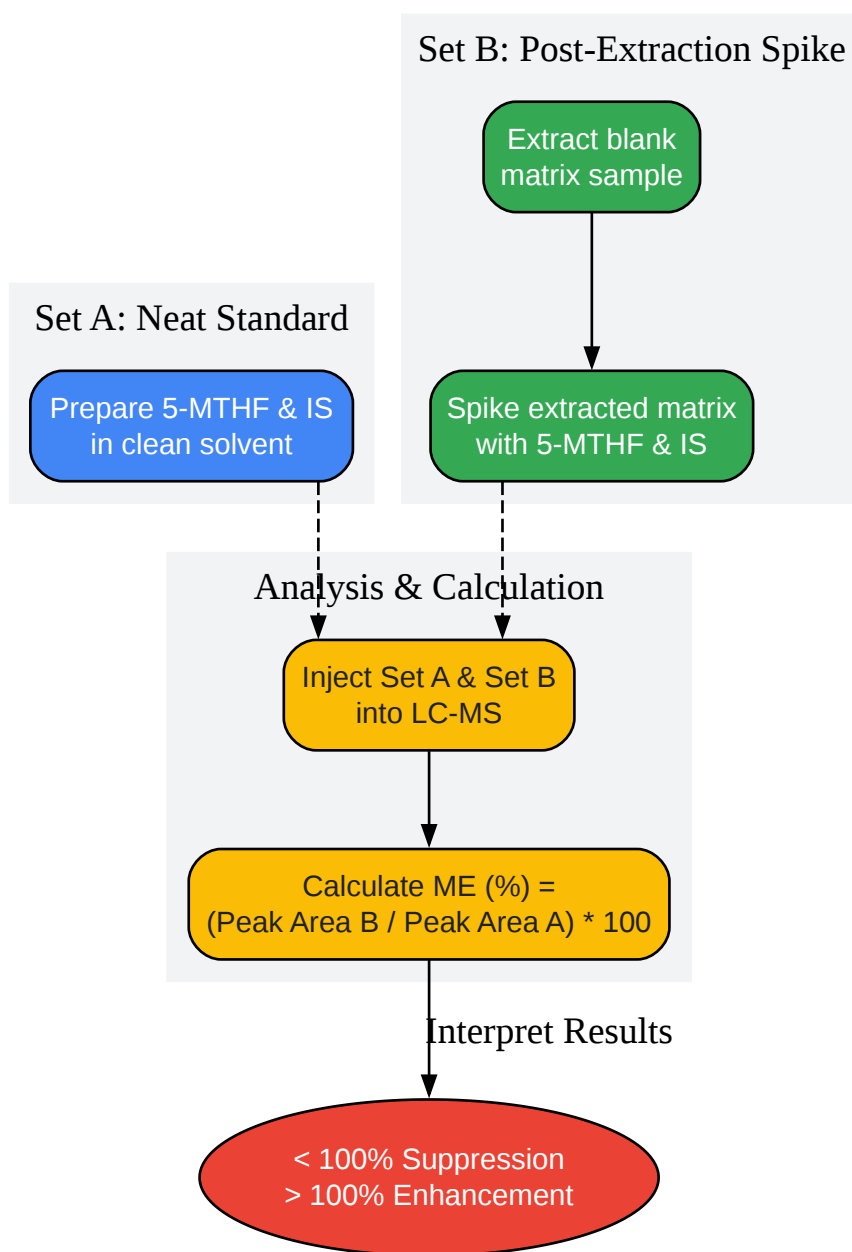 Set B: Post-Extraction Spike
Extract blank
matrix sample
Set A: Neat Standard
Prepare 5-MTHF & IS
in clean solvent
Spike extracted matrix
with 5-MTHF & IS
Analysis & Calculation
Inject Set A & Set B
into LC-MS
Calculate ME (%) =
(Peak Area B / Peak Area A) * 100
Interpret Results
< 100% Suppression
> 100% Enhancement